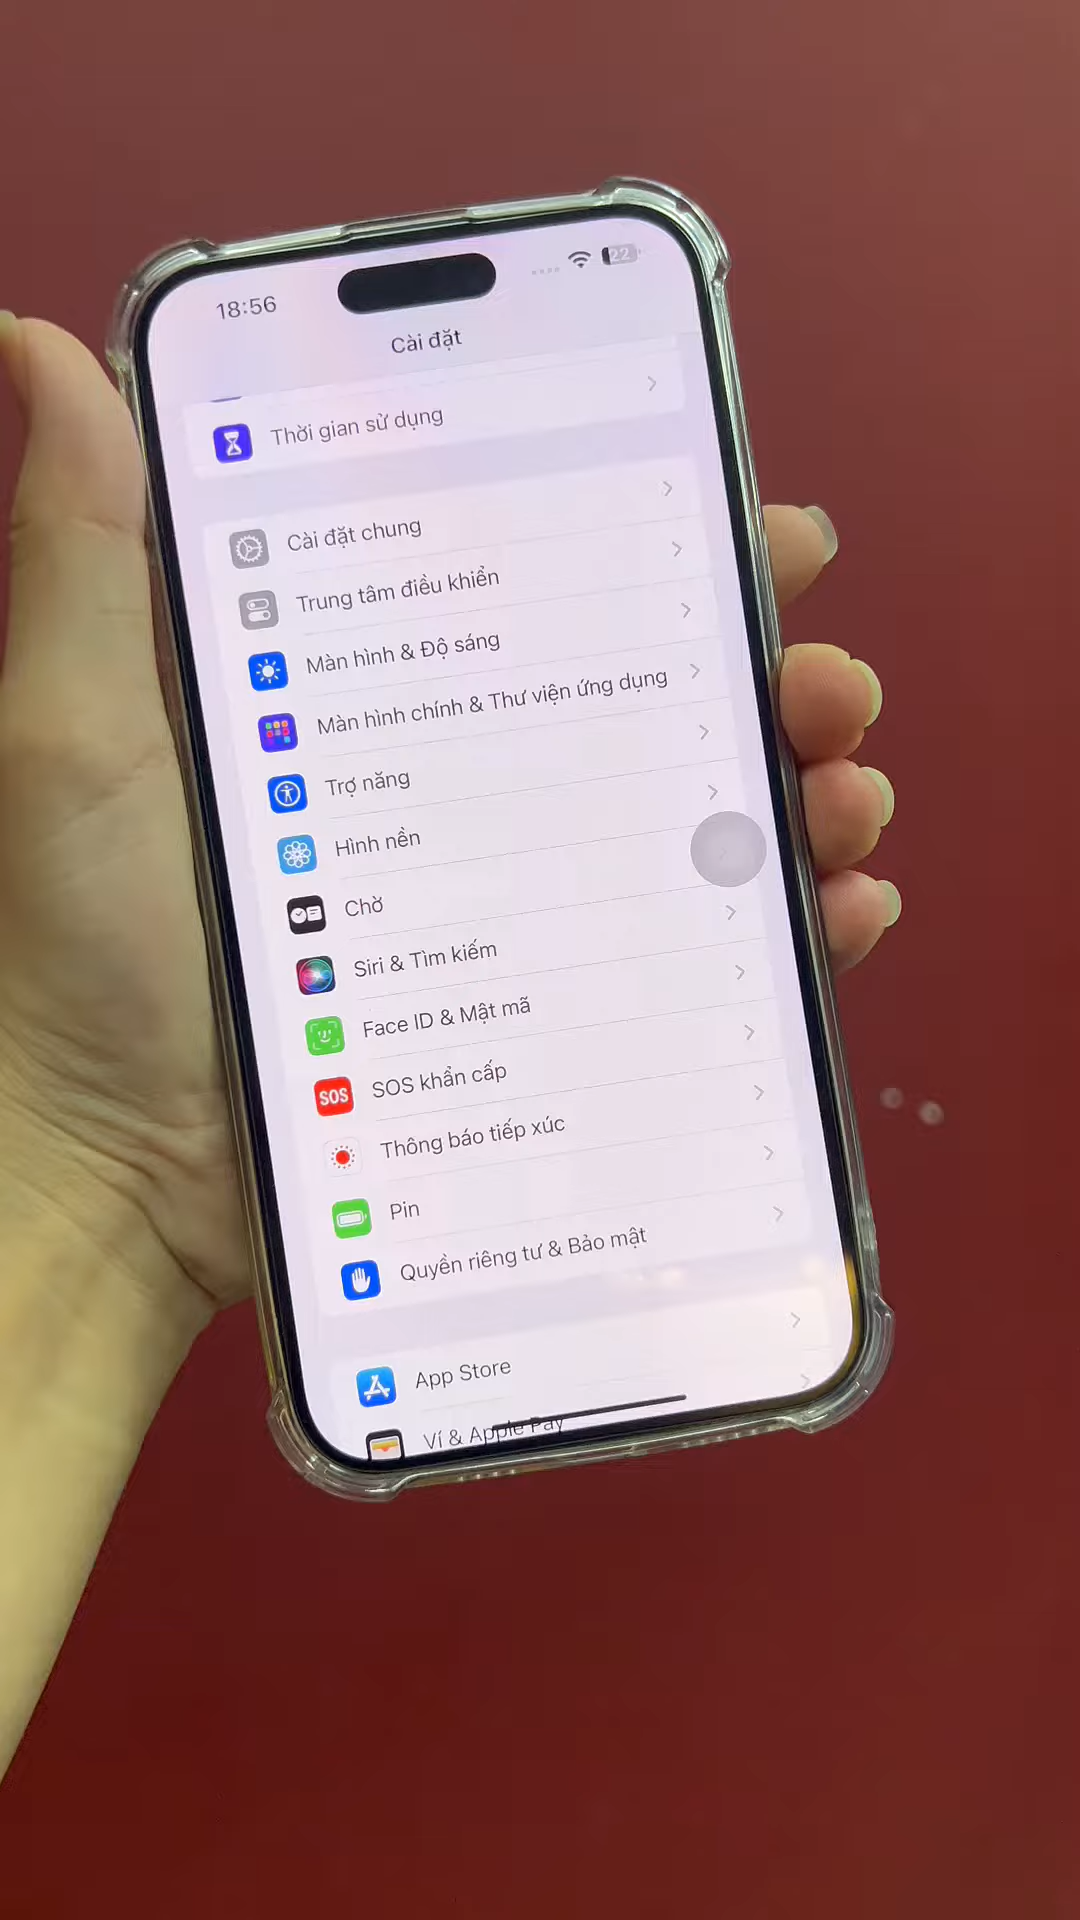 18:56
22
Cài đặt
Thời gian sử dụng
Cài đặt chung
Trung tâm điều khiển
Màn hình & Độ sáng
Màn hình chính & Thư viện ứng dụng
Trợ năng
Hình nền
Chờ
Siri & Tìm kiếm
Face ID & Mật mã
SOS
SOS khẩn cấp
Thông báo tiếp xúc
Pin
Quyền riêng tư & Bảo mật
App Store
Ví & Apple Pay